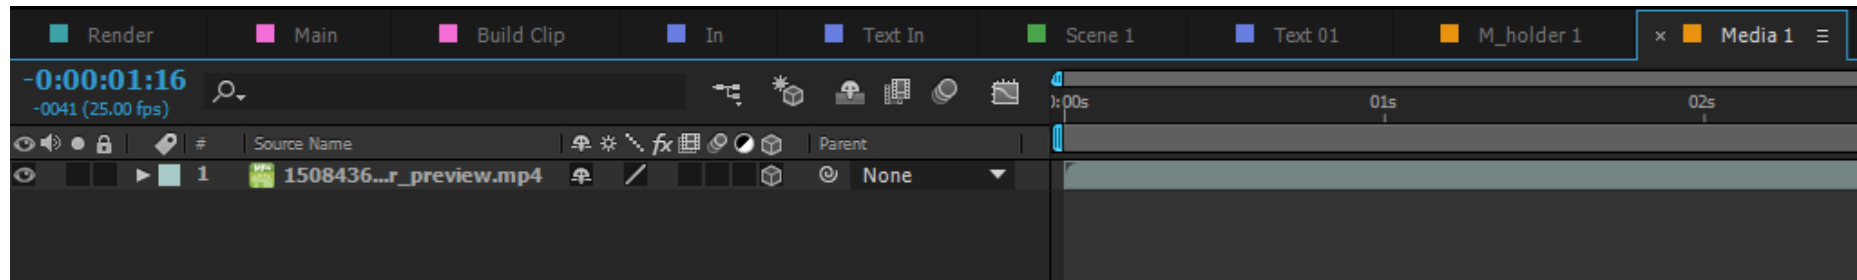 Render Main Build Clip In Text In Scene 1 Text 01 M_holder 1 × Media 1
-0:00:01:16
-0041 (25.00 fps)
):00s 01s 02s
# Source Name fx Parent
1 1508436...r_preview.mp4 None